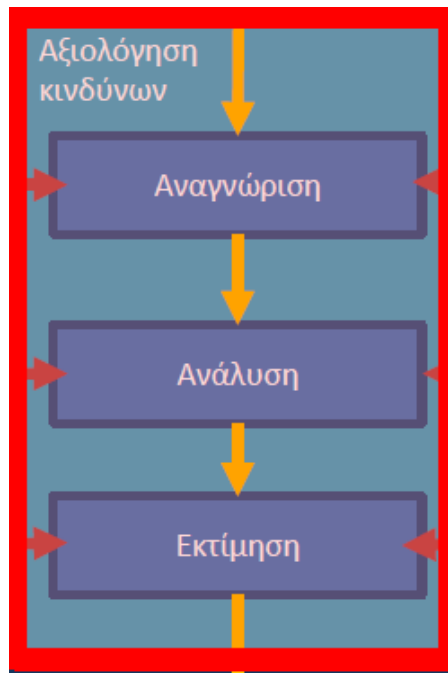 Αξιολόγηση
κινδύνων
Αναγνώριση
Ανάλυση
Εκτίμηση